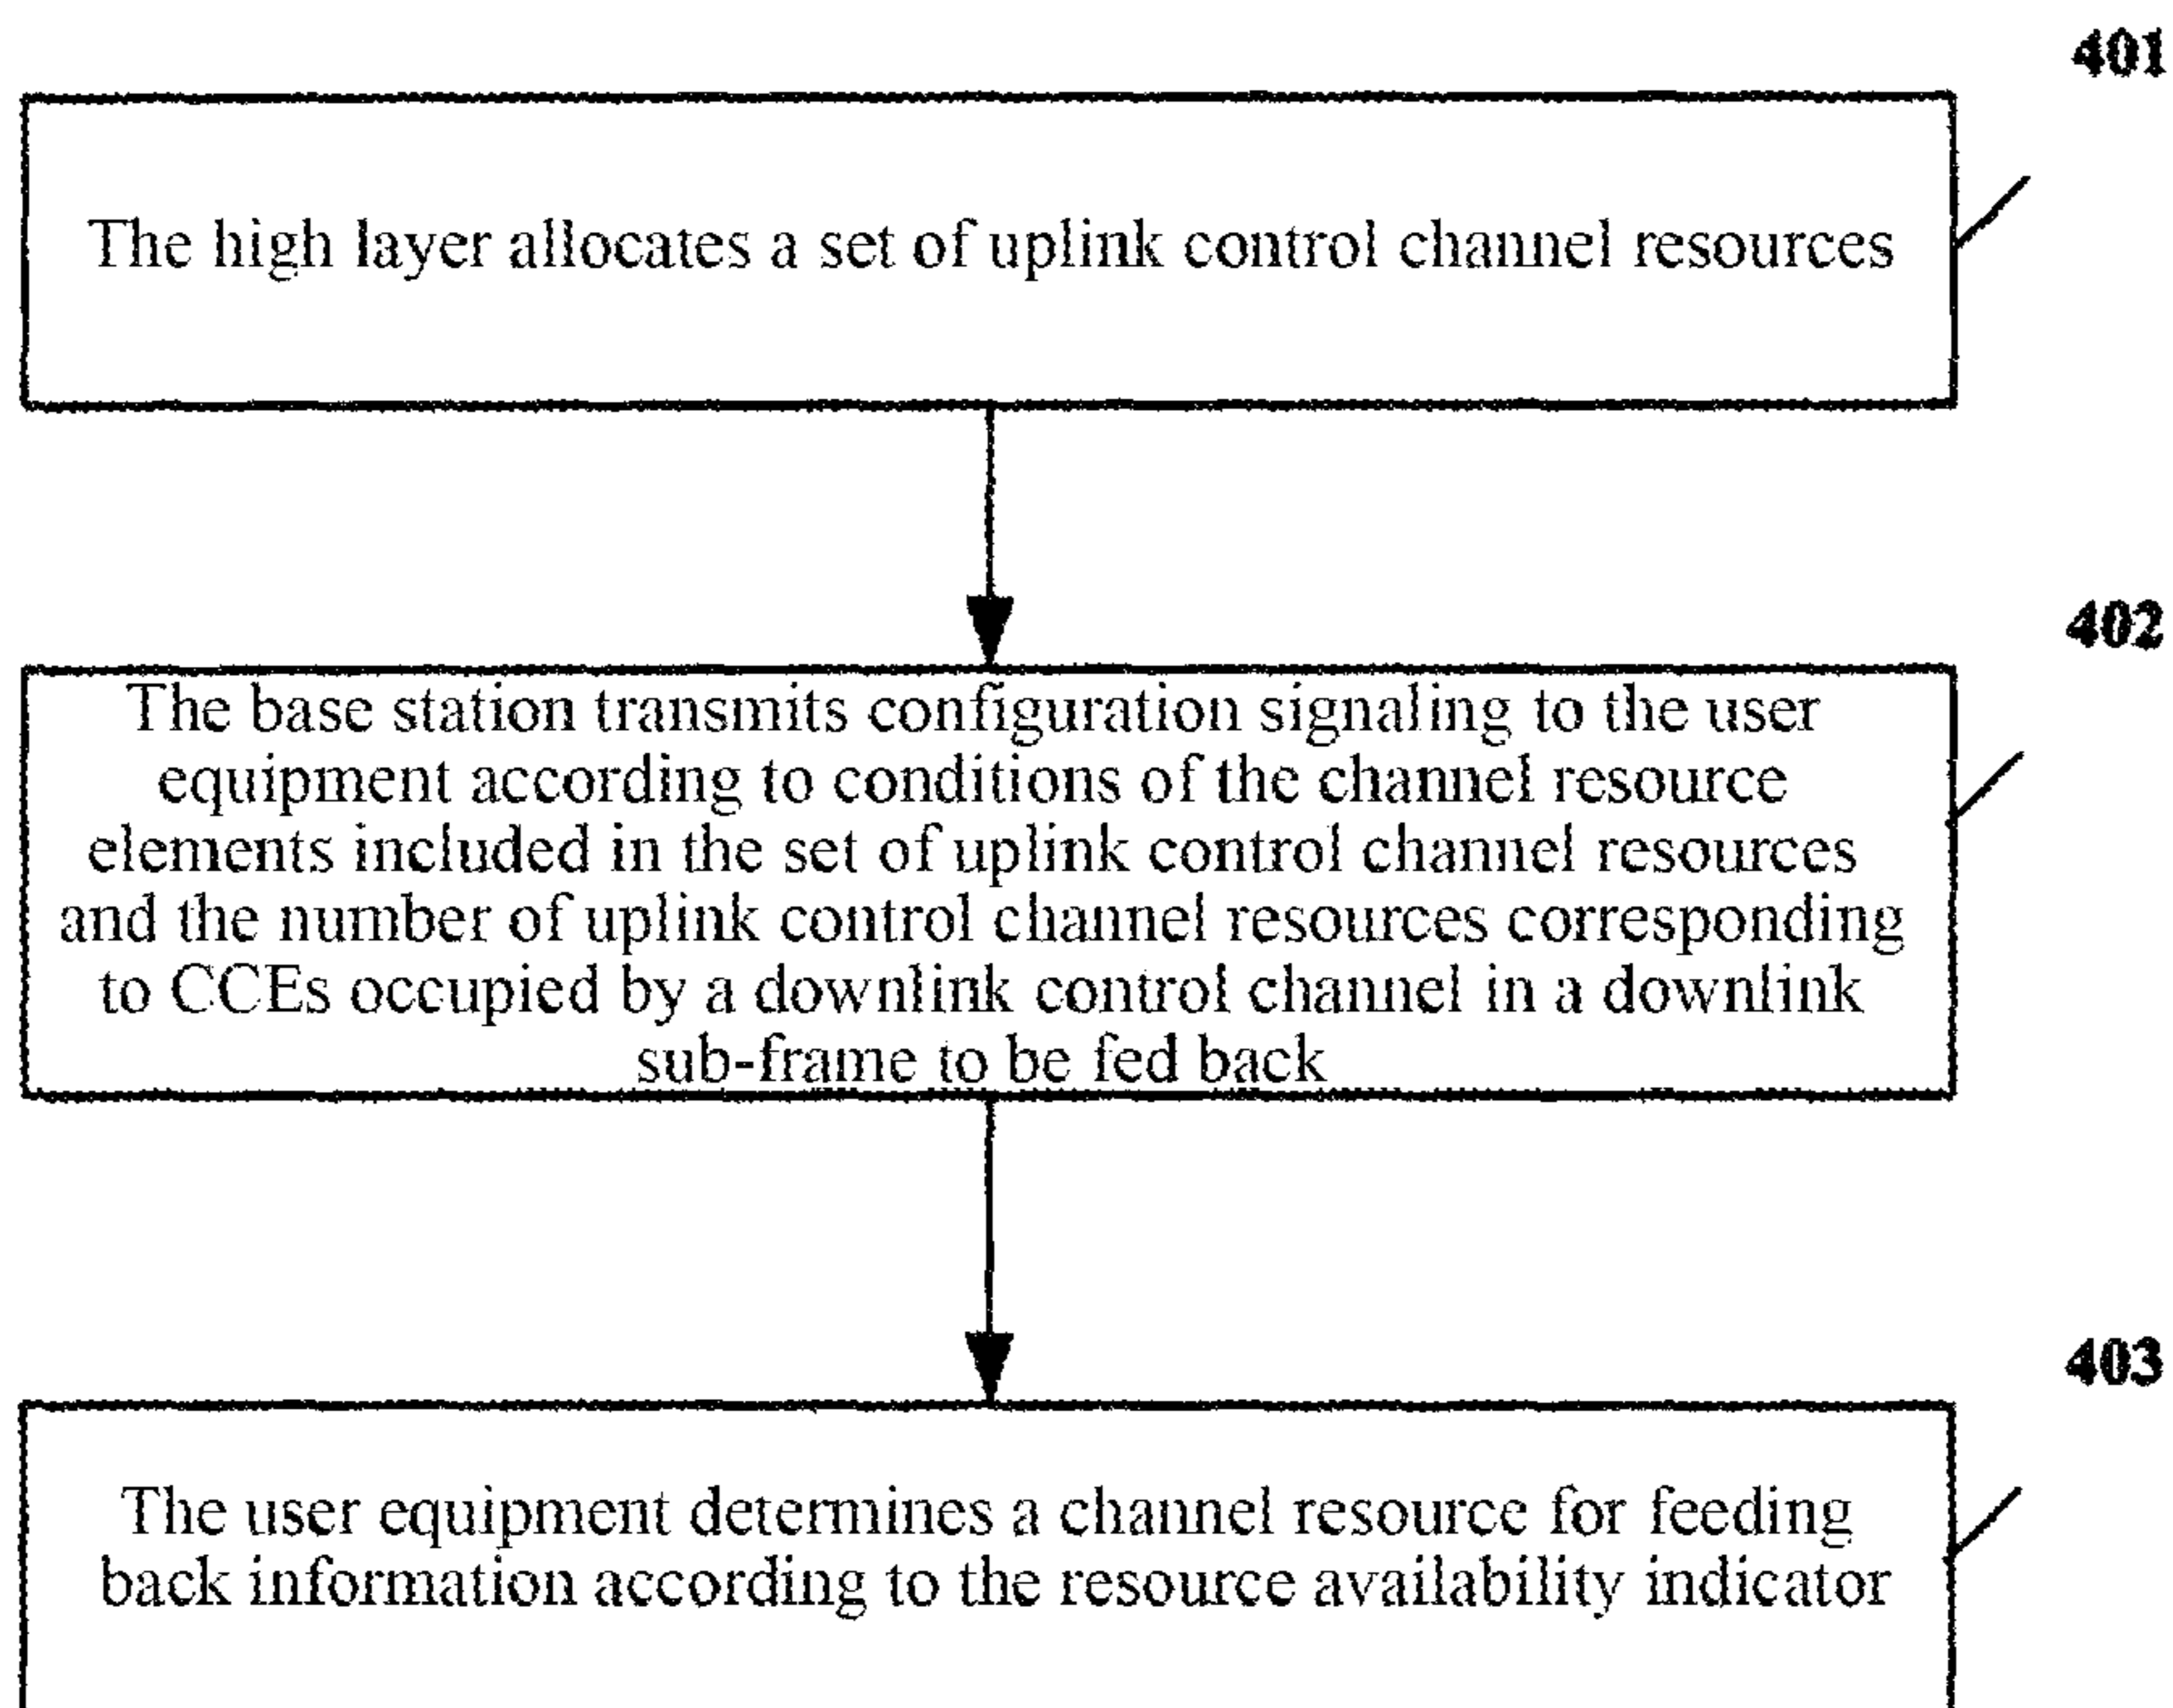 401
The high layer allocates a set of uplink control channel resources
402
The base station transmits configuration signaling to the user
equipment according to conditions of the channel resource
elements included in the set of uplink control channel resources
and the number of uplink control channel resources corresponding
to CCEs occupied by a downlink control channel in a downlink
sub-frame to be fed back
403
The user equipment determines a channel resource for feeding
back information according to the resource availability indicator